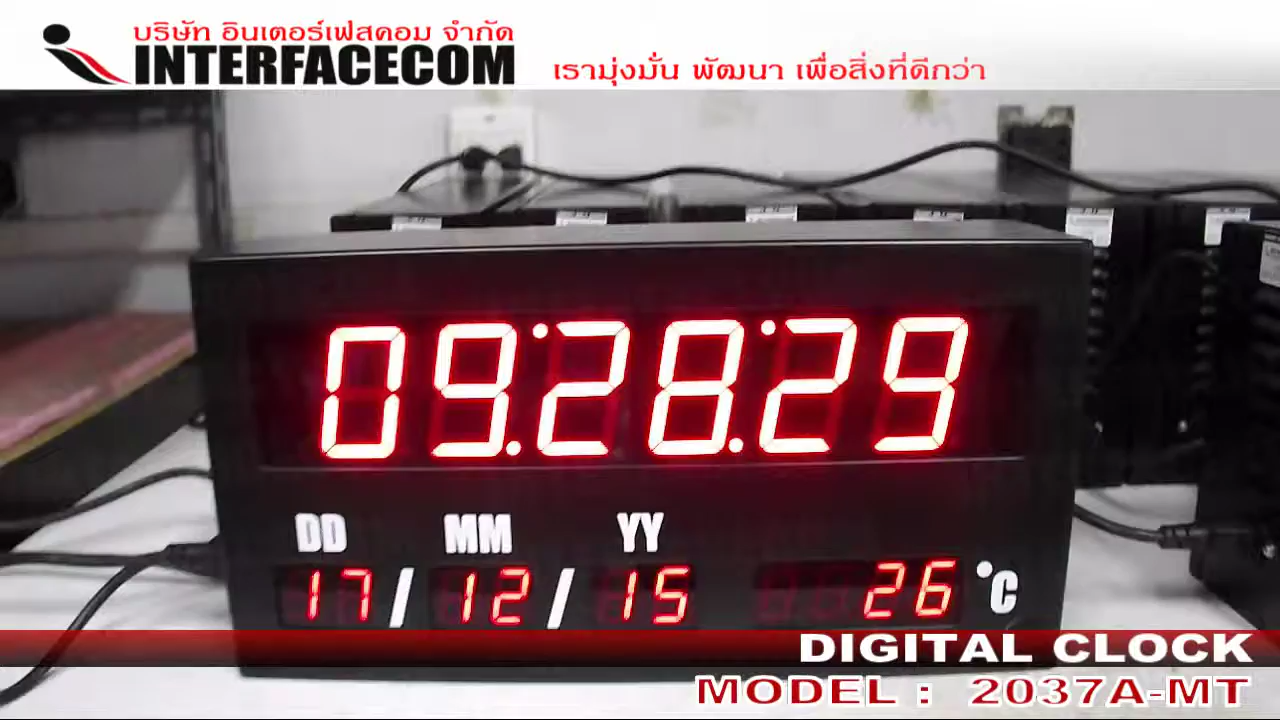 บริษัท อินเตอร์เฟสคอม จำกัด
INTERFACECOM
เรามุ่งมั่น พัฒนา เพื่อสิ่งที่ดีกว่า
09:28:29
DD MM YY
17/12/15 26 °C
DIGITAL CLOCK
MODEL : 2037A-MT